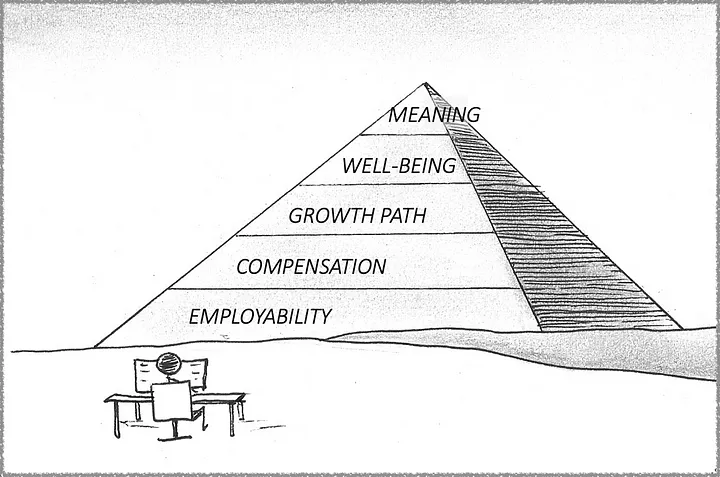 MEANING
WELL-BEING
GROWTH PATH
COMPENSATION
EMPLOYABILITY